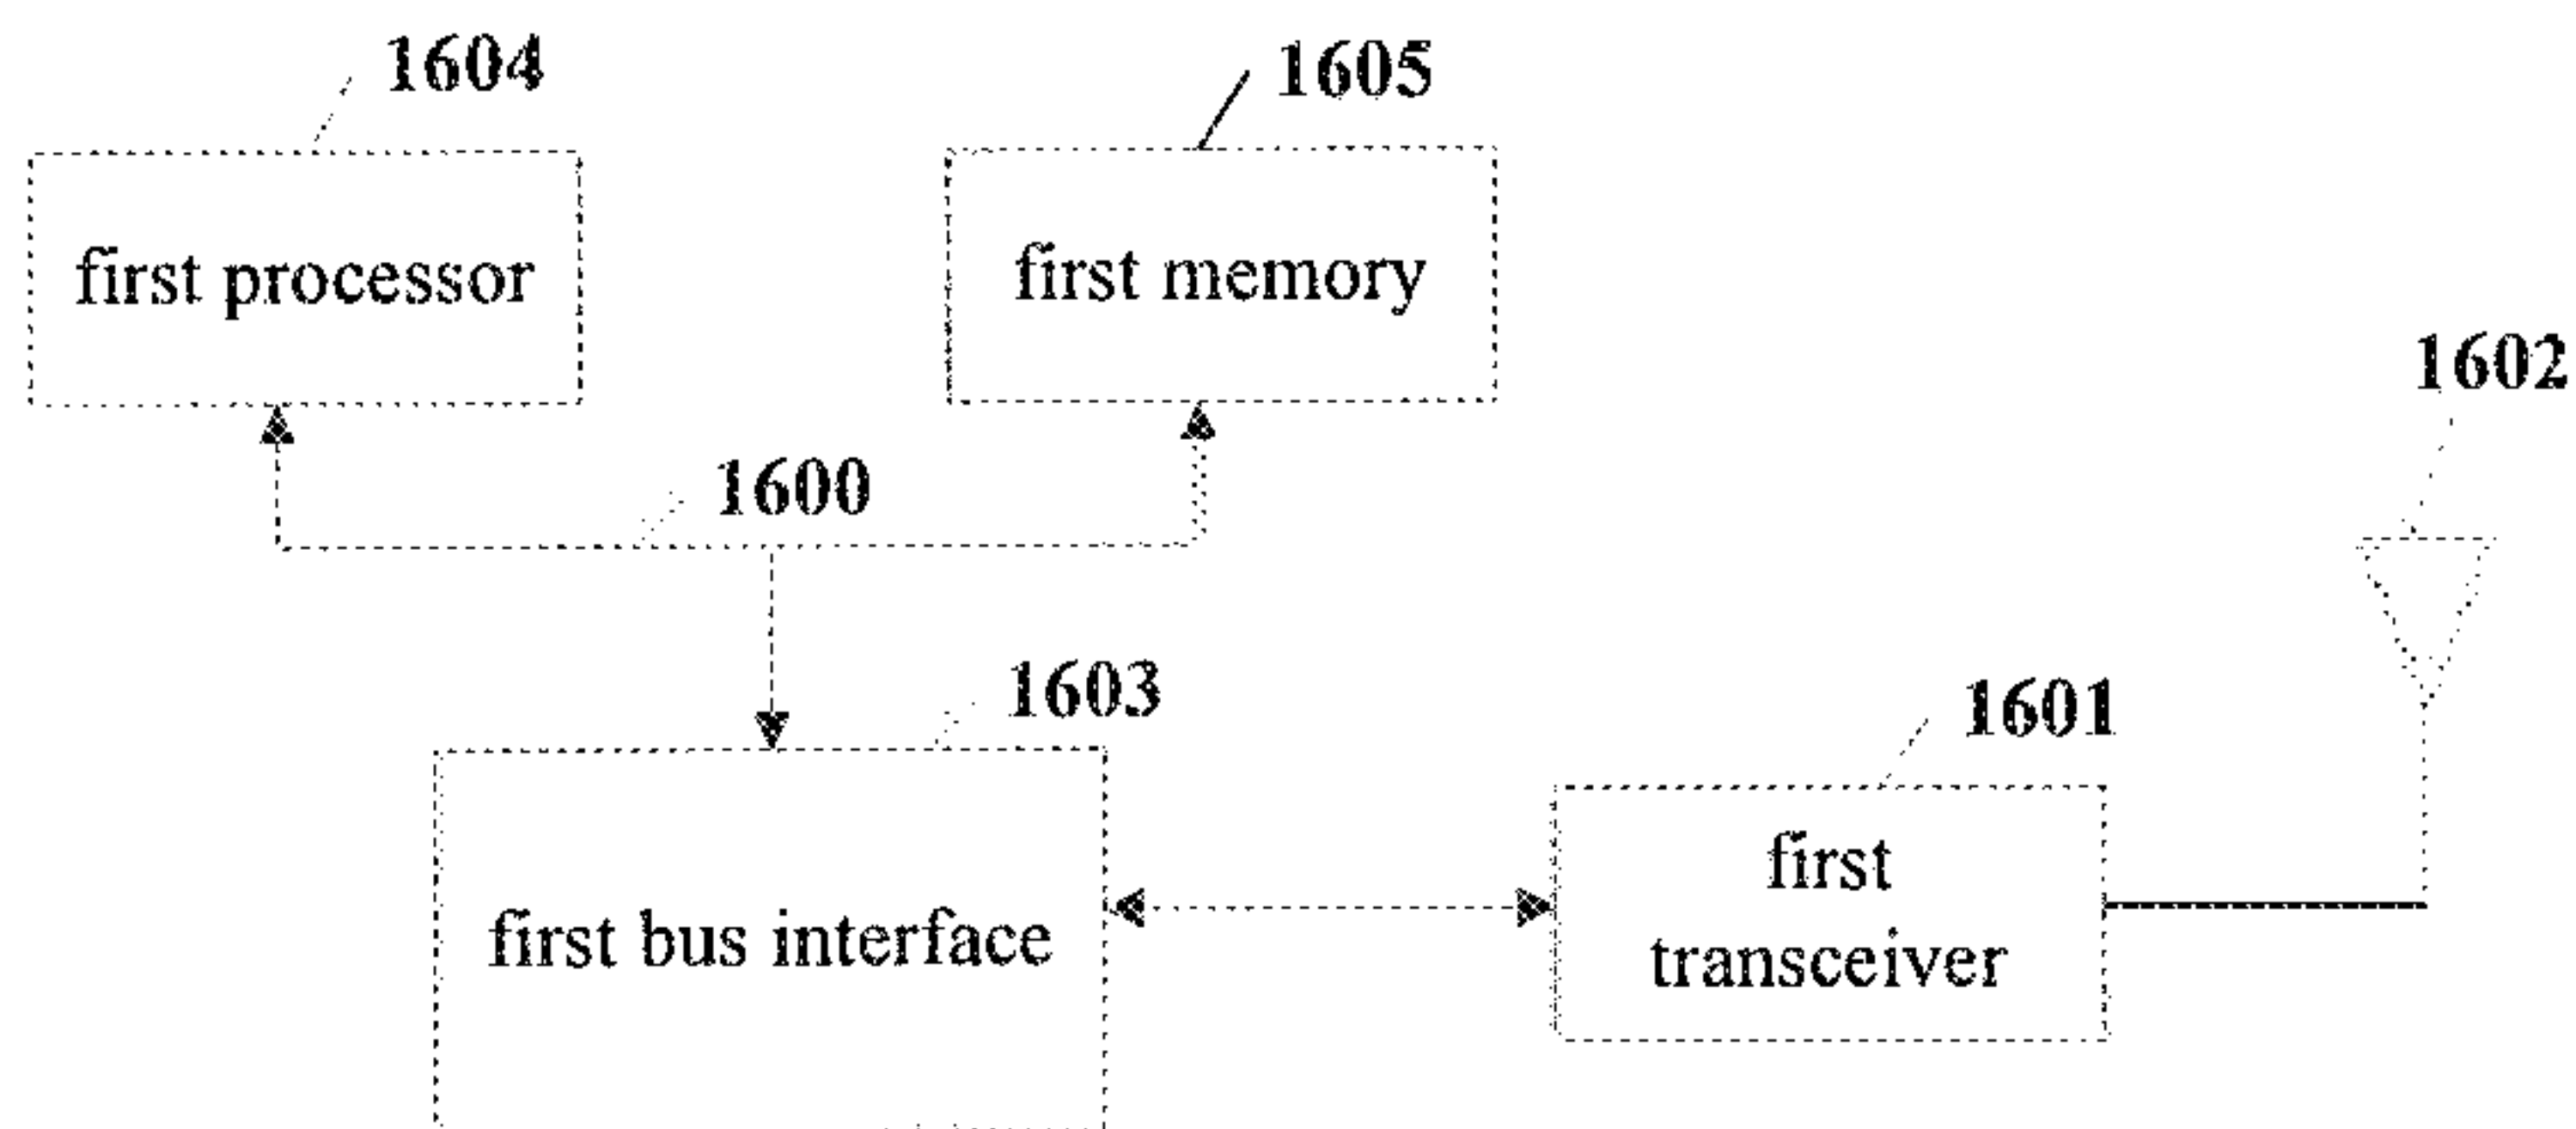 1604
1605
first processor
first memory
1602
1600
1603
1601
first bus interface
first
transceiver